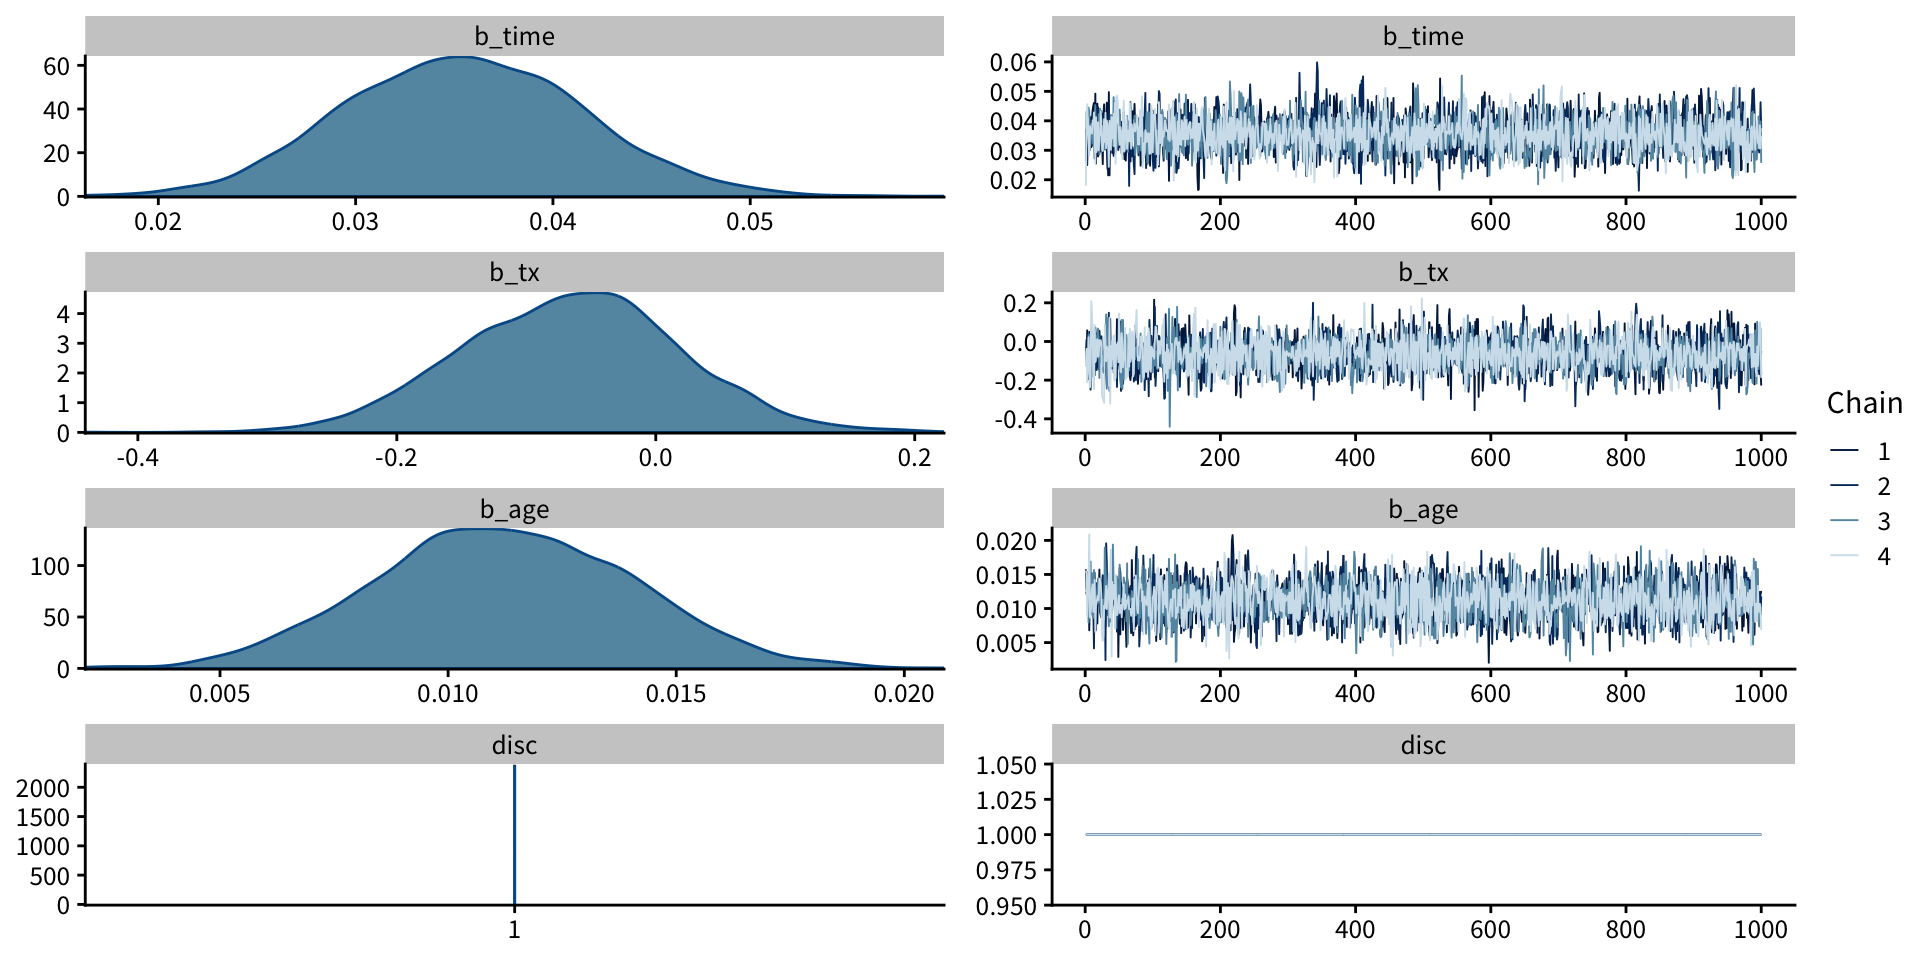 b_time
b_time
60
40
20
0
0.02 0.03 0.04 0.05
0.06
0.05
0.04
0.03
0.02
0 200 400 600 800 1000
b_tx
b_tx
4
3
2
1
0
-0.4 -0.2 0.0 0.2
0.2
0.0
-0.2
-0.4
0 200 400 600 800 1000
b_age
b_age
100
50
0
0.005 0.010 0.015 0.020
0.020
0.015
0.010
0.005
0 200 400 600 800 1000
disc
disc
2000
1500
1000
500
0
1
1.050
1.025
1.000
0.975
0.950
0 200 400 600 800 1000
Chain
1
2
3
4